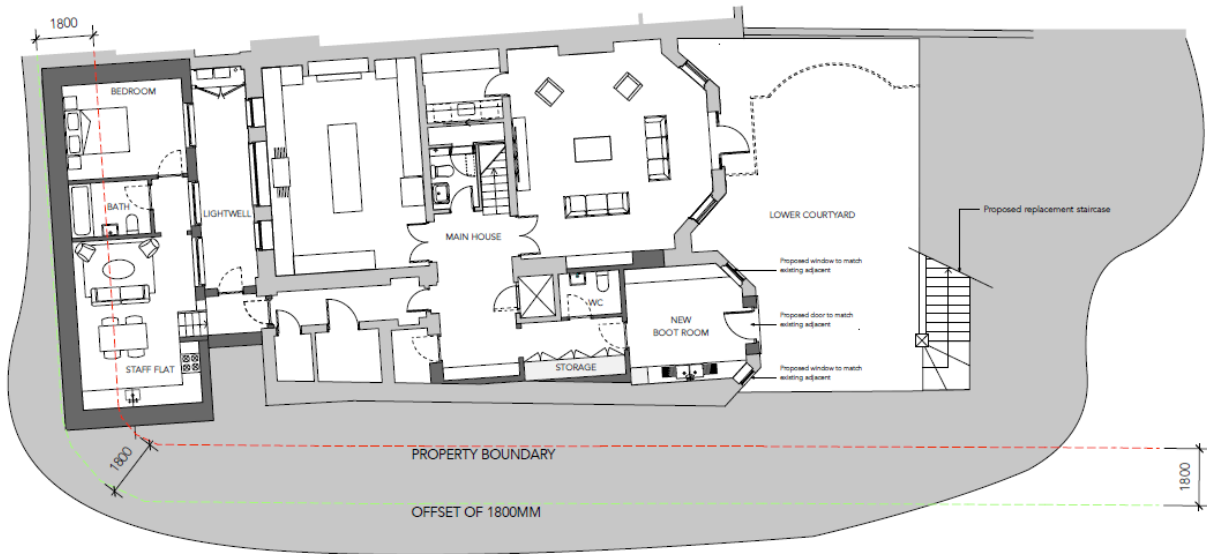 1800
BEDROOM
BATH
LIGHTWELL
MAIN HOUSE
LOWER COURTYARD
Proposed replacement staircase
Proposed window to match
existing adjacent
WC
NEW
BOOT ROOM
Proposed door to match
existing adjacent
STAFF FLAT
STORAGE
Proposed window to match
existing adjacent
1800
PROPERTY BOUNDARY
1800
OFFSET OF 1800MM